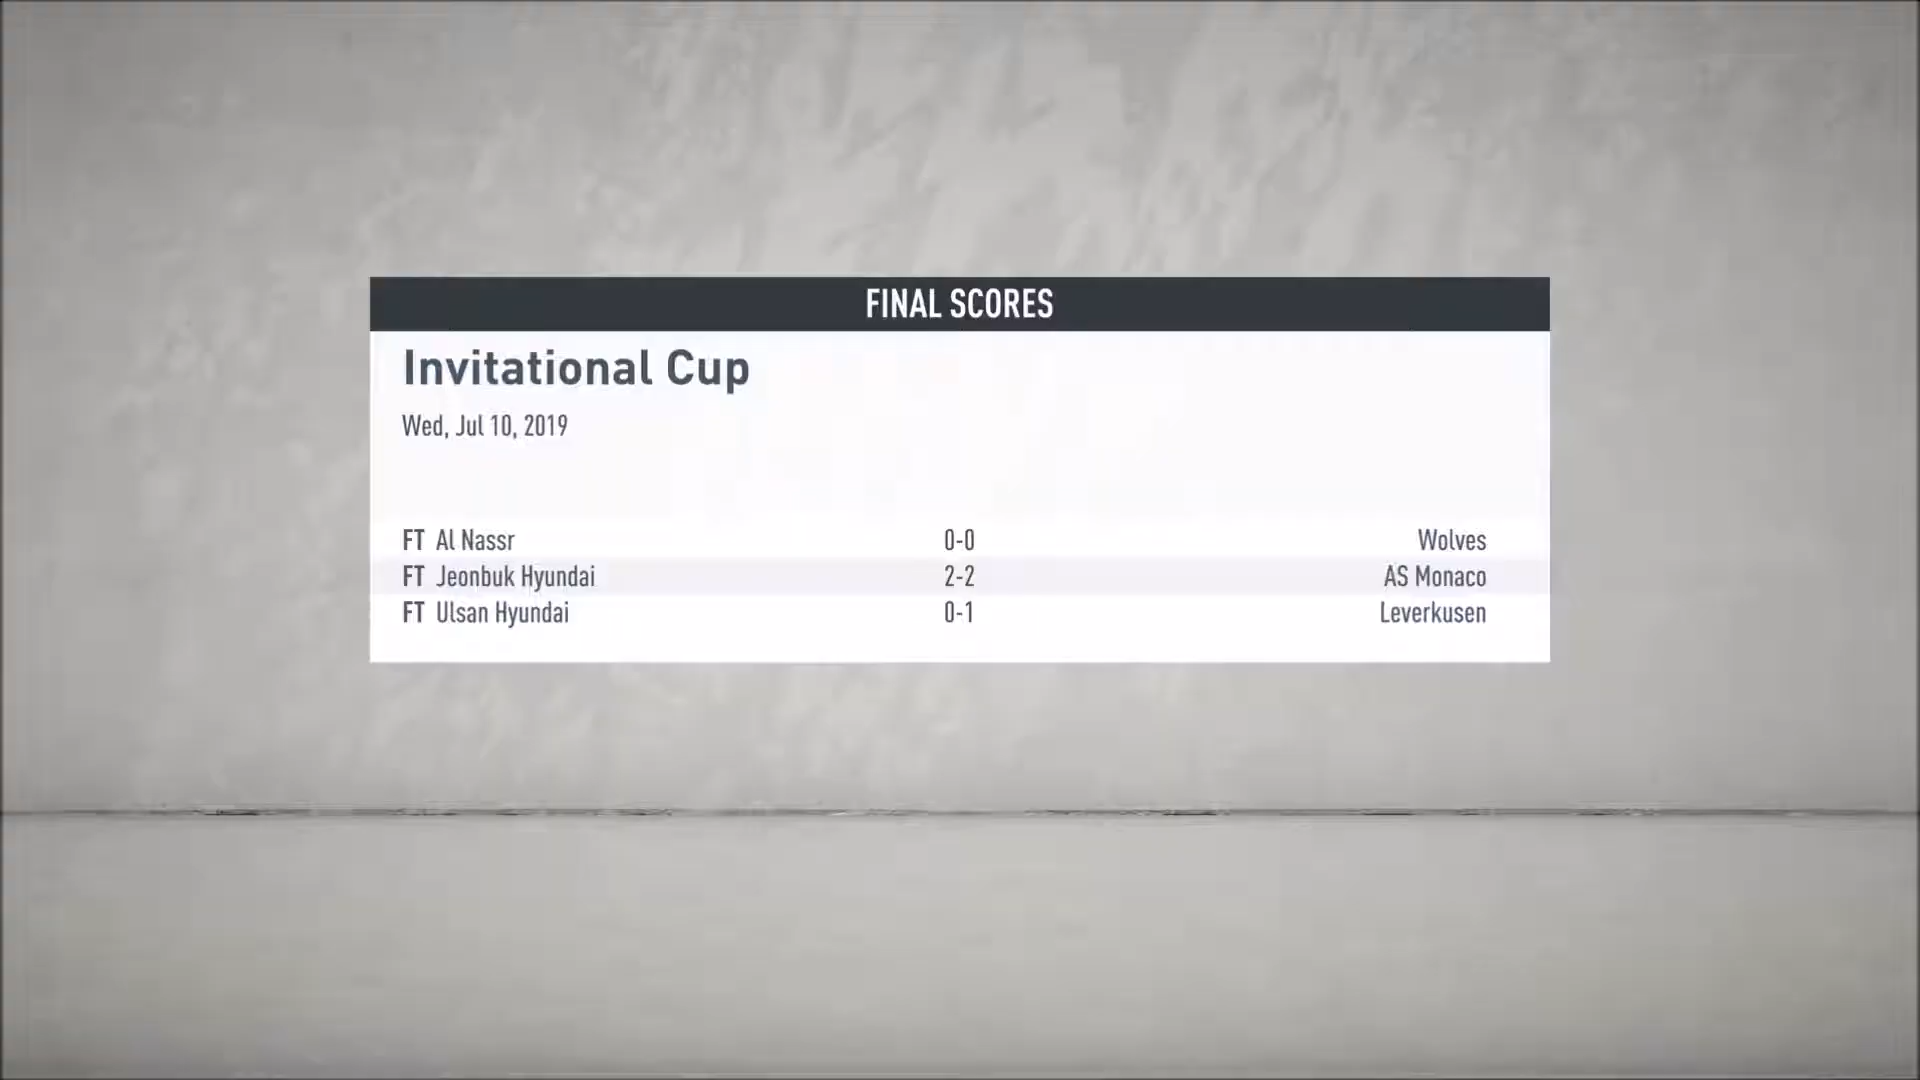 FINAL SCORES
Invitational Cup
Wed, Jul 10, 2019
FT Al Nassr 0-0 Wolves
FT Jeonbuk Hyundai 2-2 AS Monaco
FT Ulsan Hyundai 0-1 Leverkusen